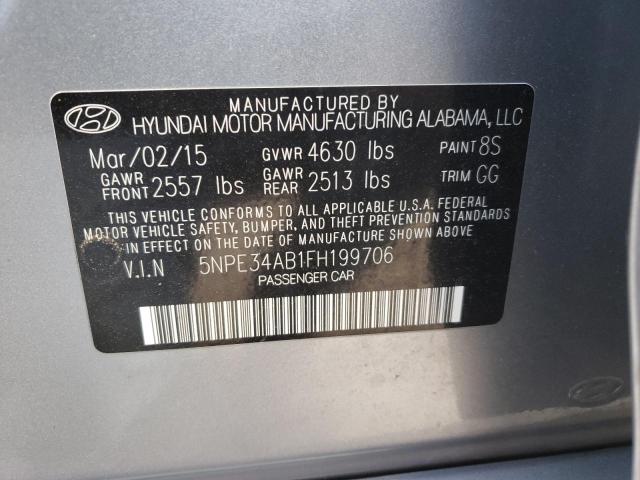 MANUFACTURED BY
HYUNDAI MOTOR MANUFACTURING ALABAMA, LLC
Mar/02/15 GVWR 4630 lbs PAINT 8S
GAWR FRONT 2557 lbs GAWR REAR 2513 lbs TRIM GG
THIS VEHICLE CONFORMS TO ALL APPLICABLE U.S.A. FEDERAL
MOTOR VEHICLE SAFETY, BUMPER, AND THEFT PREVENTION STANDARDS
IN EFFECT ON THE DATE OF MANUFACTURE SHOWN ABOVE
V.I.N 5NPE34AB1FH199706
PASSENGER CAR